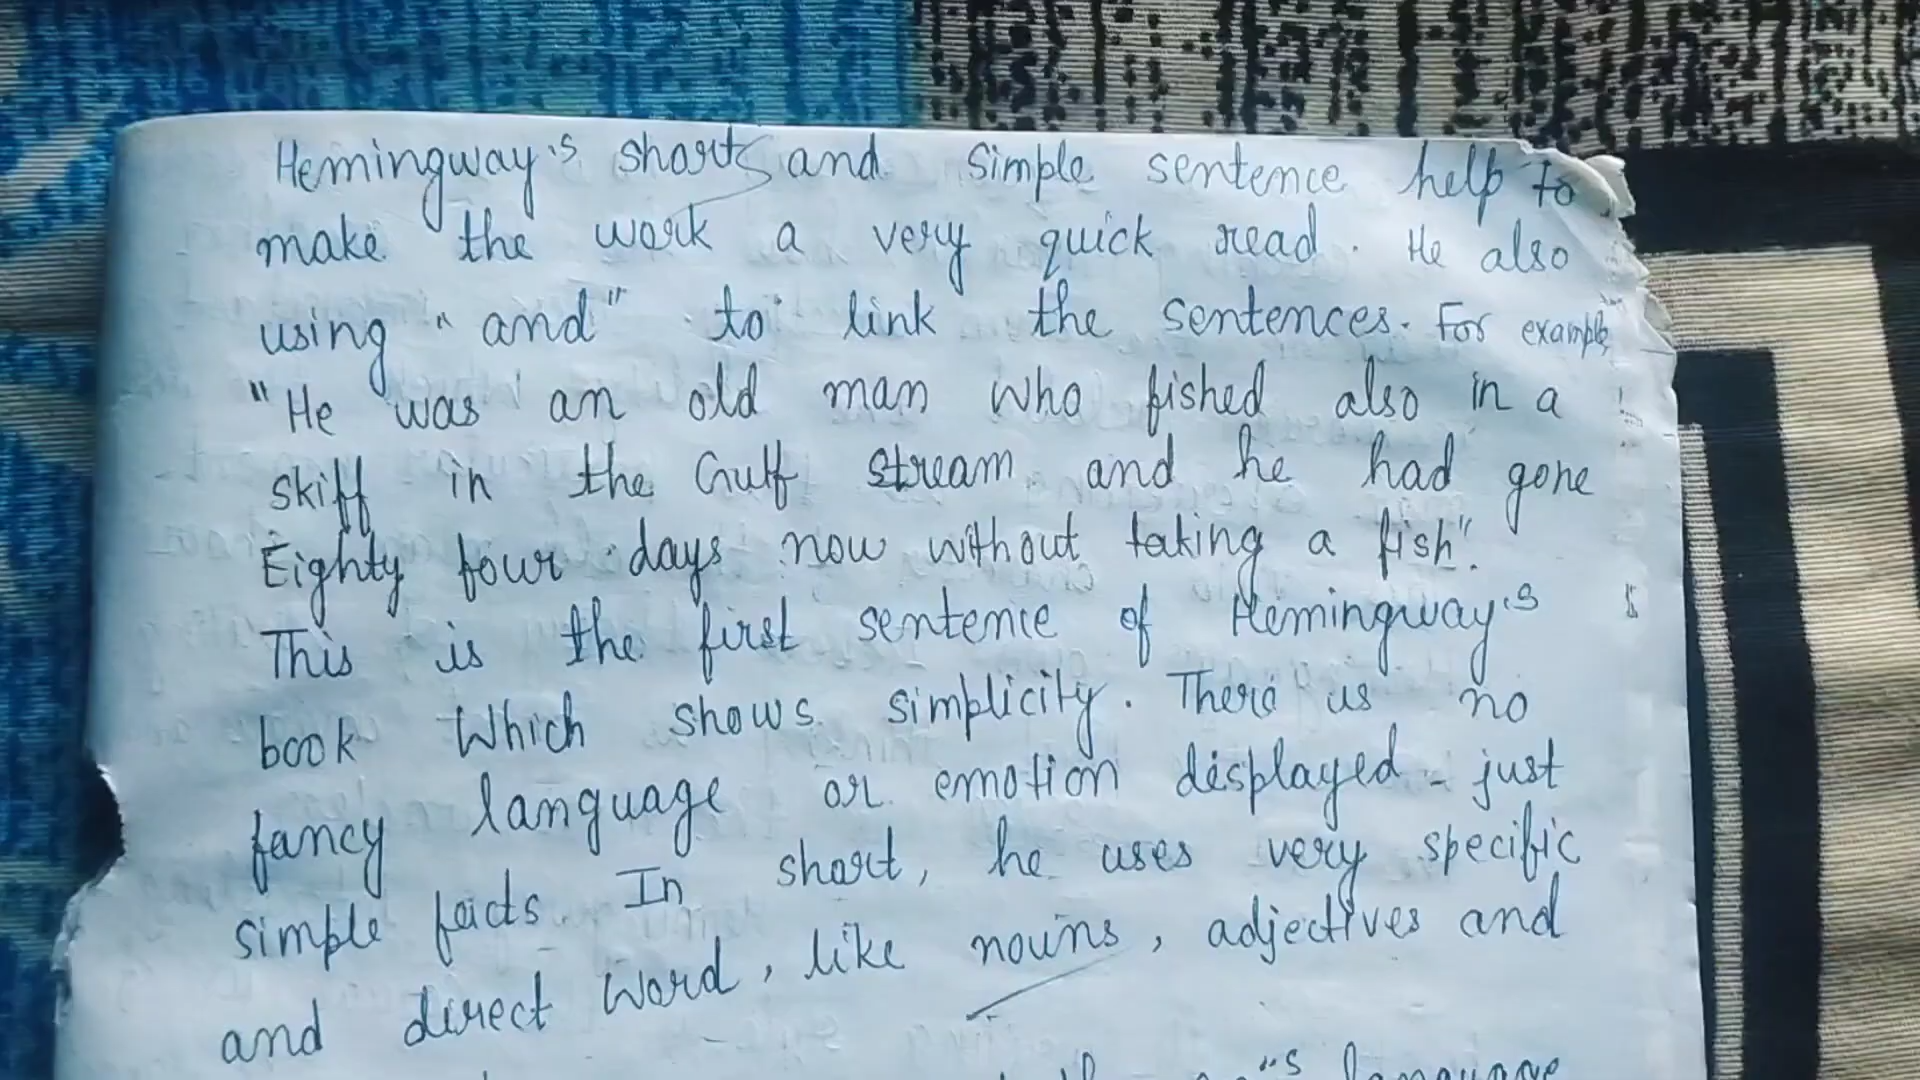 Hemingway's short and simple sentence help to
make the work a very quick read. He also
using "and" to link the sentences. For example,
"He was an old man who fished also in a
skiff in the Gulf stream and he had gone
Eighty four days now without taking a fish".
This is the first sentence of Hemingway's
book Which shows simplicity. There is no
fancy language or emotion displayed - just
simple facts. In short, he uses very specific
and direct word, like nouns, adjectives and
language